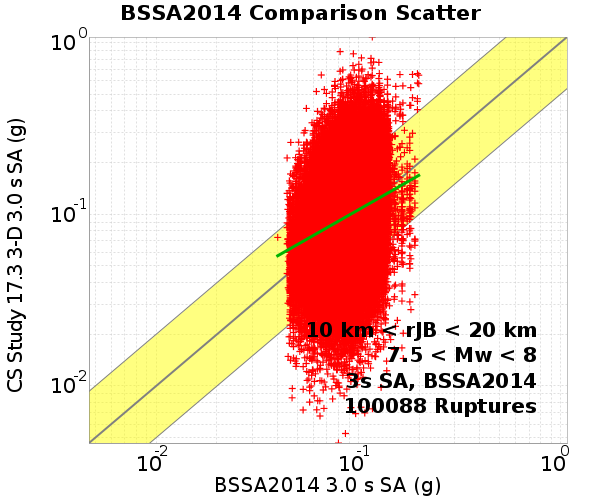 BSSA2014 Comparison Scatter
CS Study 17.3 3-D 3.0 s SA (g)
10^0
10^-1
10^-2
10 km < rJB < 20 km
7.5 < Mw < 8
3s SA, BSSA2014
100088 Ruptures
10^-2
10^-1
10^0
BSSA2014 3.0 s SA (g)